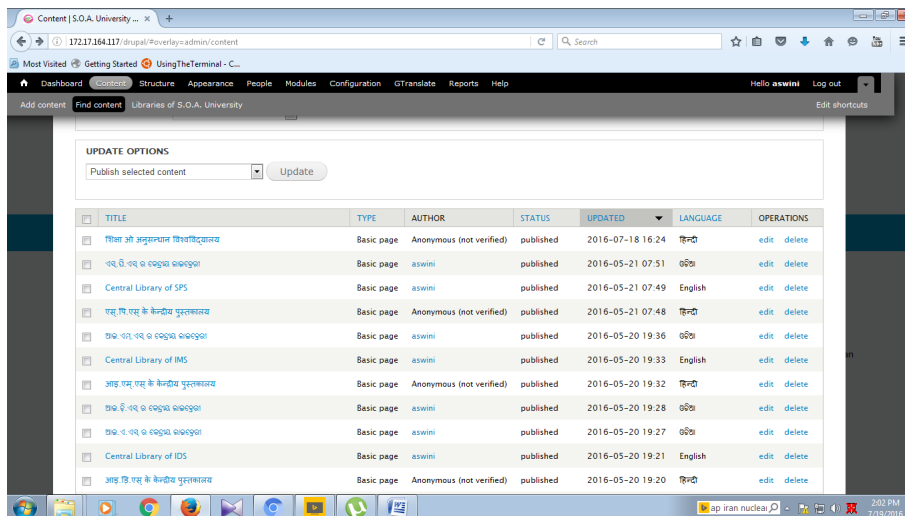 Content | S.O.A. University ... × +
172.17.164.117/drupal/#overlay=admin/content Search
Most Visited Getting Started UsingTheTerminal - C...
Dashboard Content Structure Appearance People Modules Configuration GTranslate Reports Help Hello aswini Log out
Add content Find content Libraries of S.O.A. University Edit shortcuts
UPDATE OPTIONS
Publish selected content Update
TITLE TYPE AUTHOR STATUS UPDATED LANGUAGE OPERATIONS
शिक्षा ओ अनुसन्धान विश्वविद्यालय Basic page Anonymous (not verified) published 2016-07-18 16:24 हिन्दी edit delete
ଏସ୍.ପି.ଏସ୍ ର କେନ୍ଦ୍ରୀୟ ଲାଇବ୍ରେରୀ Basic page aswini published 2016-05-21 07:51 ଓଡିଆ edit delete
Central Library of SPS Basic page aswini published 2016-05-21 07:49 English edit delete
एस्.पि.एस् के केन्दीय पुस्तकालय Basic page Anonymous (not verified) published 2016-05-21 07:48 हिन्दी edit delete
ଆଇ.ଏମ୍.ଏସ୍ ର କେନ୍ଦ୍ରୀୟ ଲାଇବ୍ରେରୀ Basic page aswini published 2016-05-20 19:36 ଓଡିଆ edit delete
Central Library of IMS Basic page aswini published 2016-05-20 19:33 English edit delete
आइ.एम्.एस् के केन्दीय पुस्तकालय Basic page Anonymous (not verified) published 2016-05-20 19:32 हिन्दी edit delete
ର କେନ୍ଦ୍ରୀୟ ଲାଇବ୍ରେରୀ Basic page aswini published 2016-05-20 19:28 ଓଡିଆ edit delete
ର କେନ୍ଦ୍ରୀୟ ଲାଇବ୍ରେରୀ Basic page aswini published 2016-05-20 19:27 ଓଡିଆ edit delete
Central Library of IDS Basic page aswini published 2016-05-20 19:21 English edit delete
आइ.डि.एस् के केन्दीय पुस्तकालय Basic page Anonymous (not verified) published 2016-05-20 19:20 हिन्दी edit delete
ap iran nuclear 2:02 PM
7/19/2016